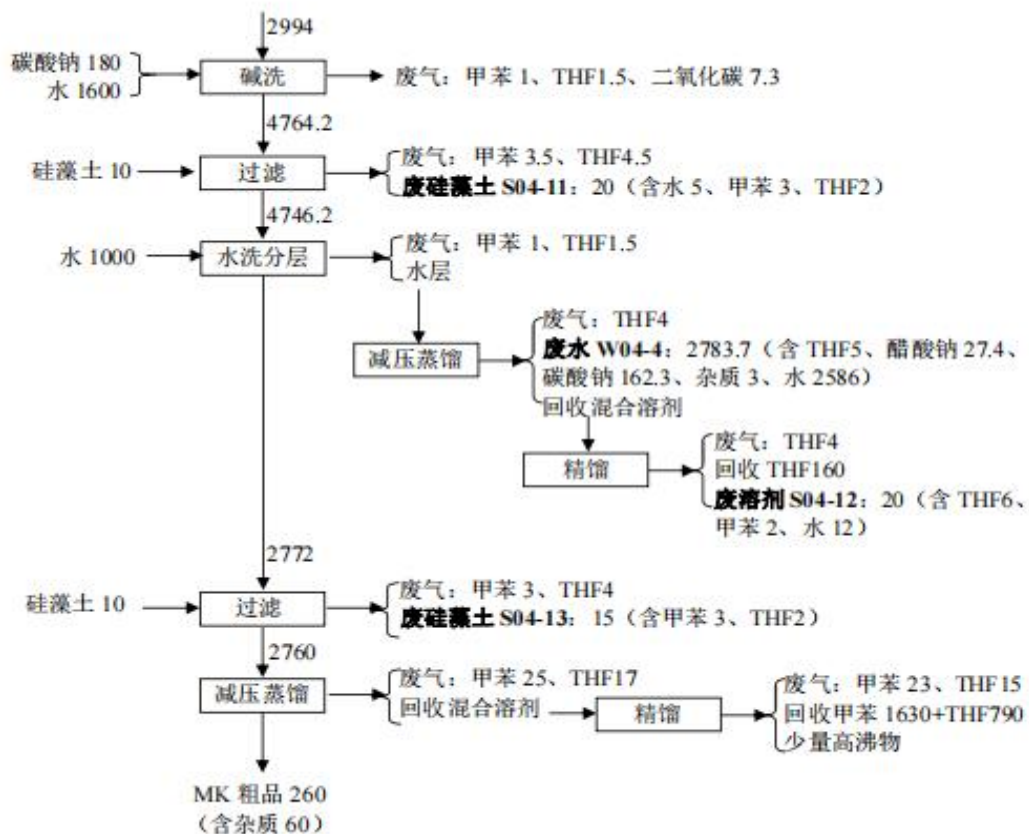 2994
碳酸钠 180
水 1600
碱洗
废气：甲苯 1、THF1.5、二氧化碳 7.3
4764.2
硅藻土 10
过滤
废气：甲苯 3.5、THF4.5
废硅藻土 S04-11：20（含水 5、甲苯 3、THF2）
4746.2
水 1000
水洗分层
废气：甲苯 1、THF1.5
水层
减压蒸馏
废气：THF4
废水 W04-4：2783.7（含 THF5、醋酸钠 27.4、
碳酸钠 162.3、杂质 3、水 2586）
回收混合溶剂
精馏
废气：THF4
回收 THF160
废溶剂 S04-12：20（含 THF6、
甲苯 2、水 12）
2772
硅藻土 10
过滤
废气：甲苯 3、THF4
废硅藻土 S04-13：15（含甲苯 3、THF2）
2760
减压蒸馏
废气：甲苯 25、THF17
回收混合溶剂
精馏
废气：甲苯 23、THF15
回收甲苯 1630+THF790
少量高沸物
MK 粗品 260
（含杂质 60）